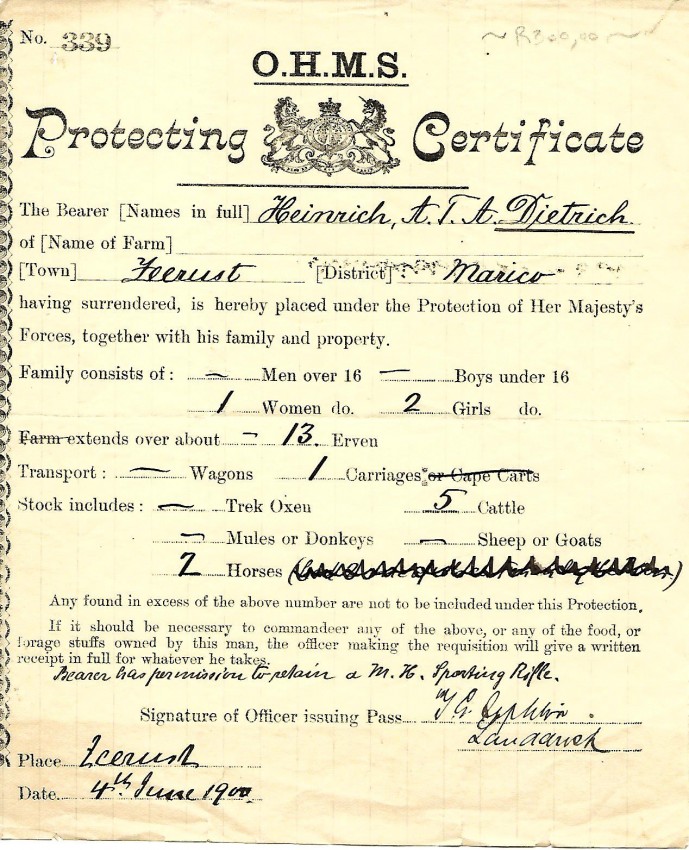 No. 339
~ R300,00 ~
O.H.M.S.
Protecting Certificate
The Bearer [Names in full] Heinrich, A. T. A. Dietrich
of [Name of Farm]
[Town] Zeerust [District] Marico
having surrendered, is hereby placed under the Protection of Her Majesty's
Forces, together with his family and property.
Family consists of : — Men over 16 — Boys under 16
1 Women do. 2 Girls do.
Farm extends over about - 13. Erven
Transport : — Wagons 1 Carriages or Cape Carts
Stock includes : — Trek Oxen 5 Cattle
— Mules or Donkeys — Sheep or Goats
2 Horses
Any found in excess of the above number are not to be included under this Protection.
If it should be necessary to commandeer any of the above, or any of the food, or
forage stuffs owned by this man, the officer making the requisition will give a written
receipt in full for whatever he takes.
Bearer has permission to retain a M. H. Sporting Rifle.
Signature of Officer issuing Pass
Landdrost
Place Zeerust
Date. 4th June 1900